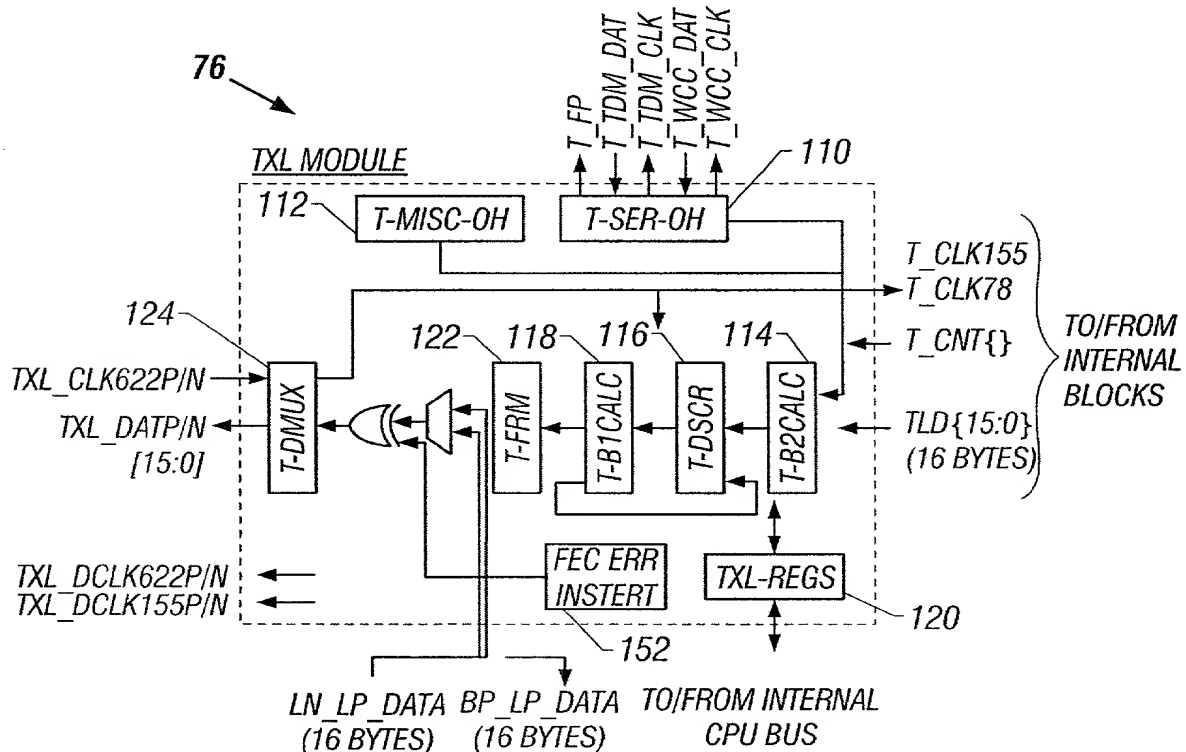 76
T_FP
T_TDM_DAT
T_TDM_CLK
T_WCC_DAT
T_WCC_CLK
TXL MODULE
110
112
T-MISC-OH
T-SER-OH
T_CLK155
T_CLK78
124
122
118
116
114
T_CNT{}
TO/FROM
INTERNAL
BLOCKS
TXL_CLK622P/N
TXL_DATP/N
[15:0]
T-DMUX
T-FRM
T-B1CALC
T-DSCR
T-B2CALC
TLD{15:0}
(16 BYTES)
FEC ERR
INSTERT
TXL-REGS
TXL_DCLK622P/N
TXL_DCLK155P/N
152
120
LN_LP_DATA
(16 BYTES)
BP_LP_DATA
(16 BYTES)
TO/FROM INTERNAL
CPU BUS